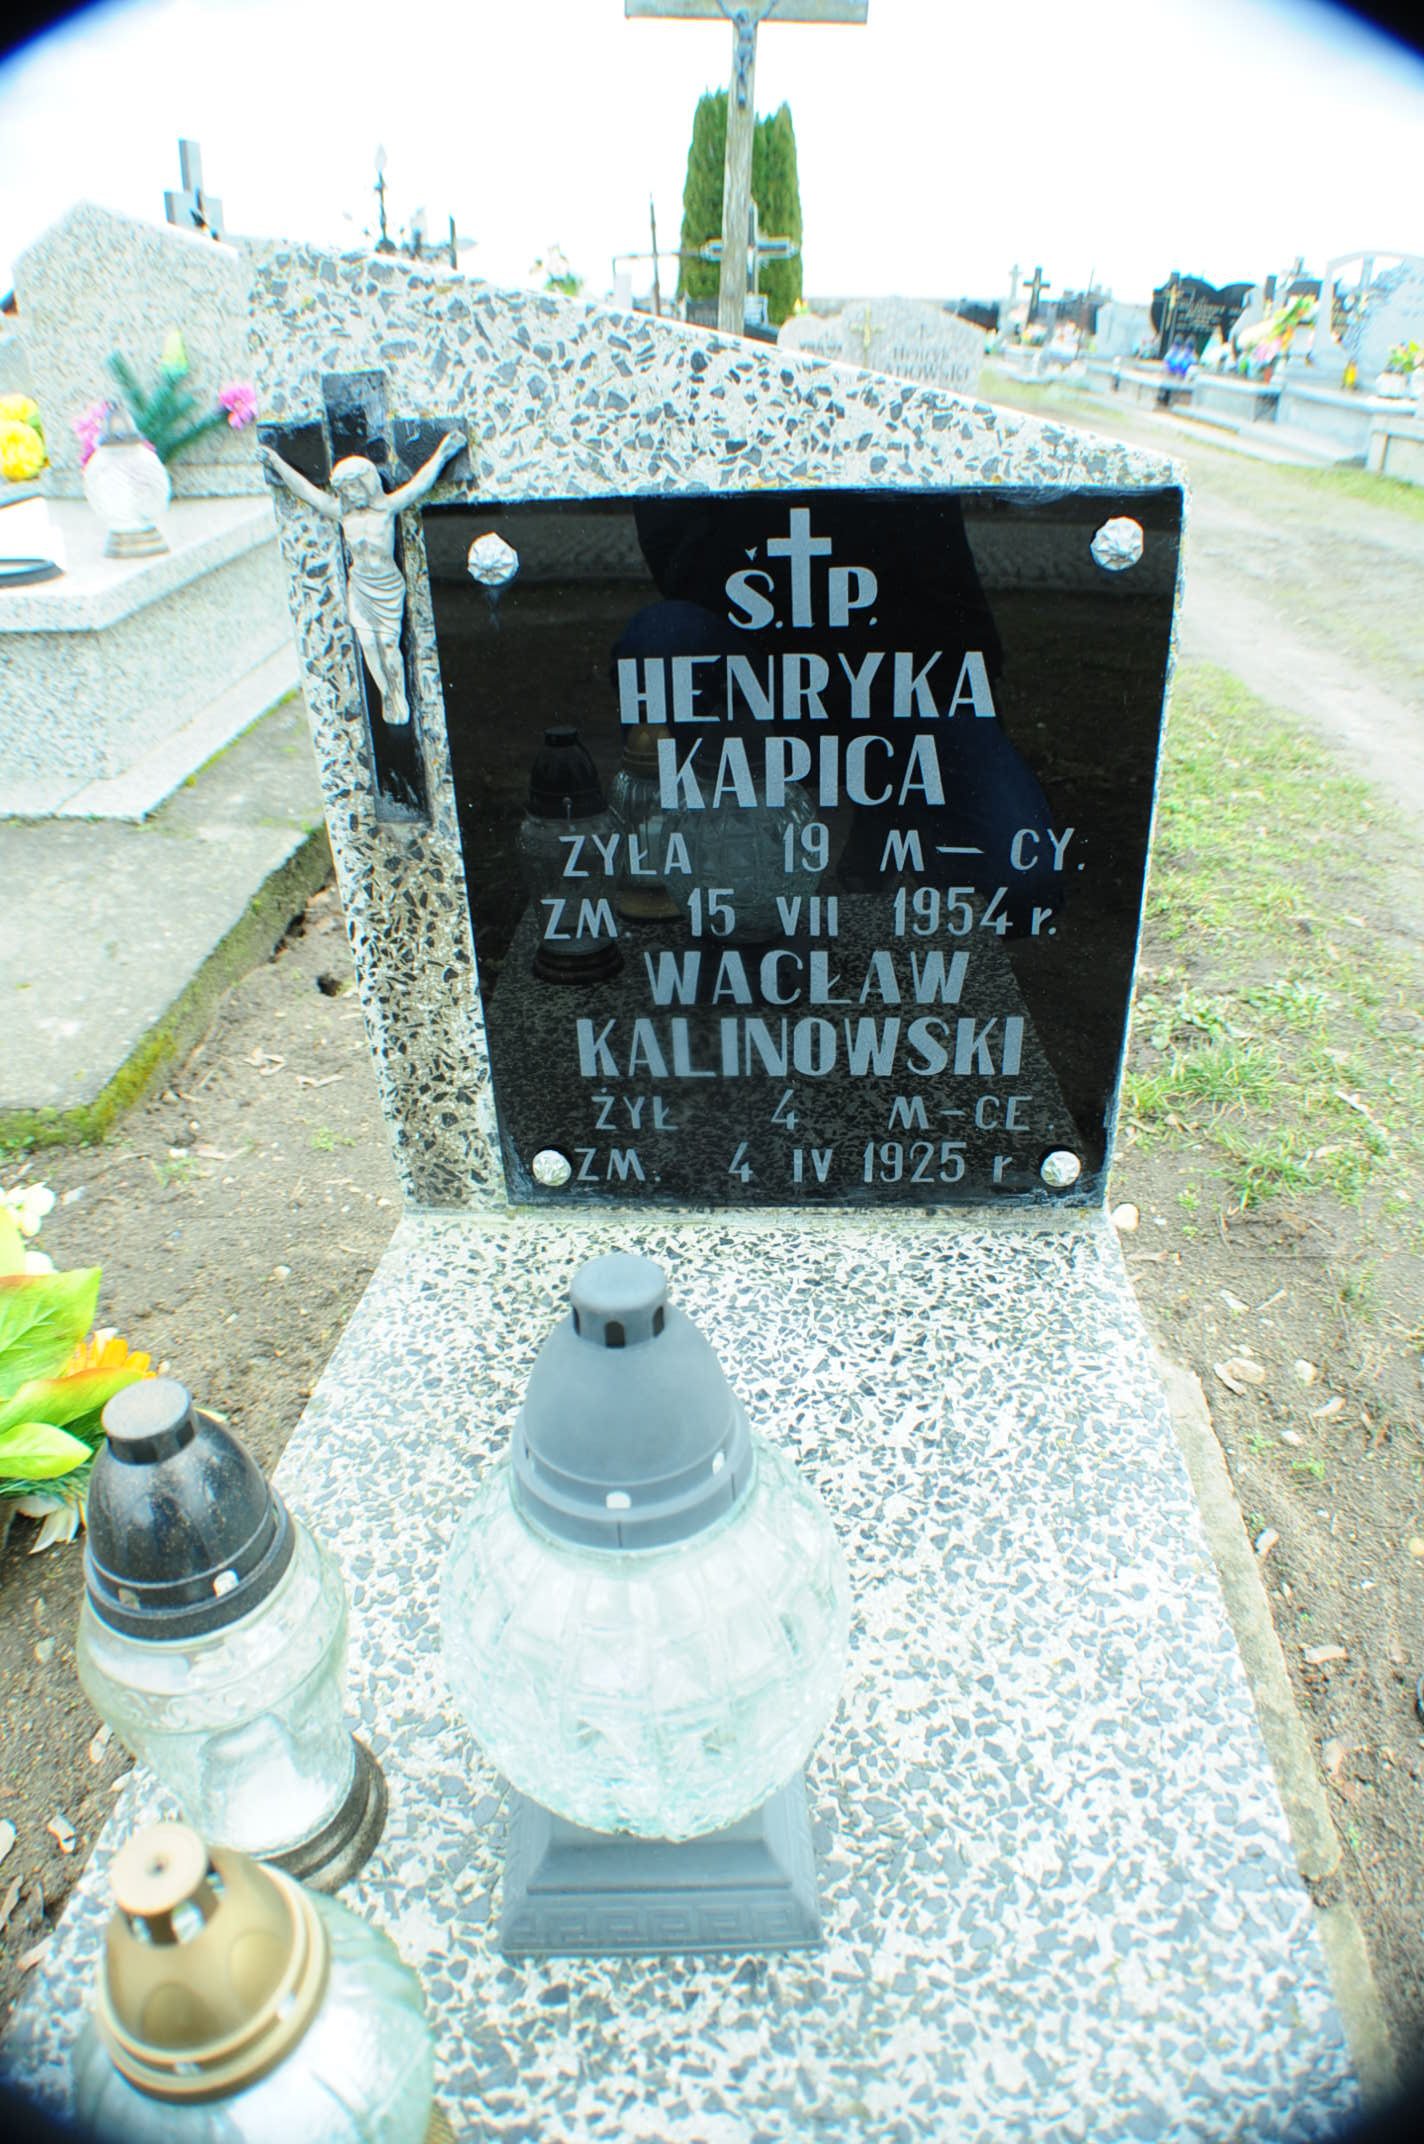 Ś.†P.
HENRYKA
KAPICA
ŻYŁA 19 M-CY.
ZM. 15 VII 1954 r.
WACŁAW
KALINOWSKI
ŻYŁ 4 M-CE.
ZM. 4 IV 1925 r